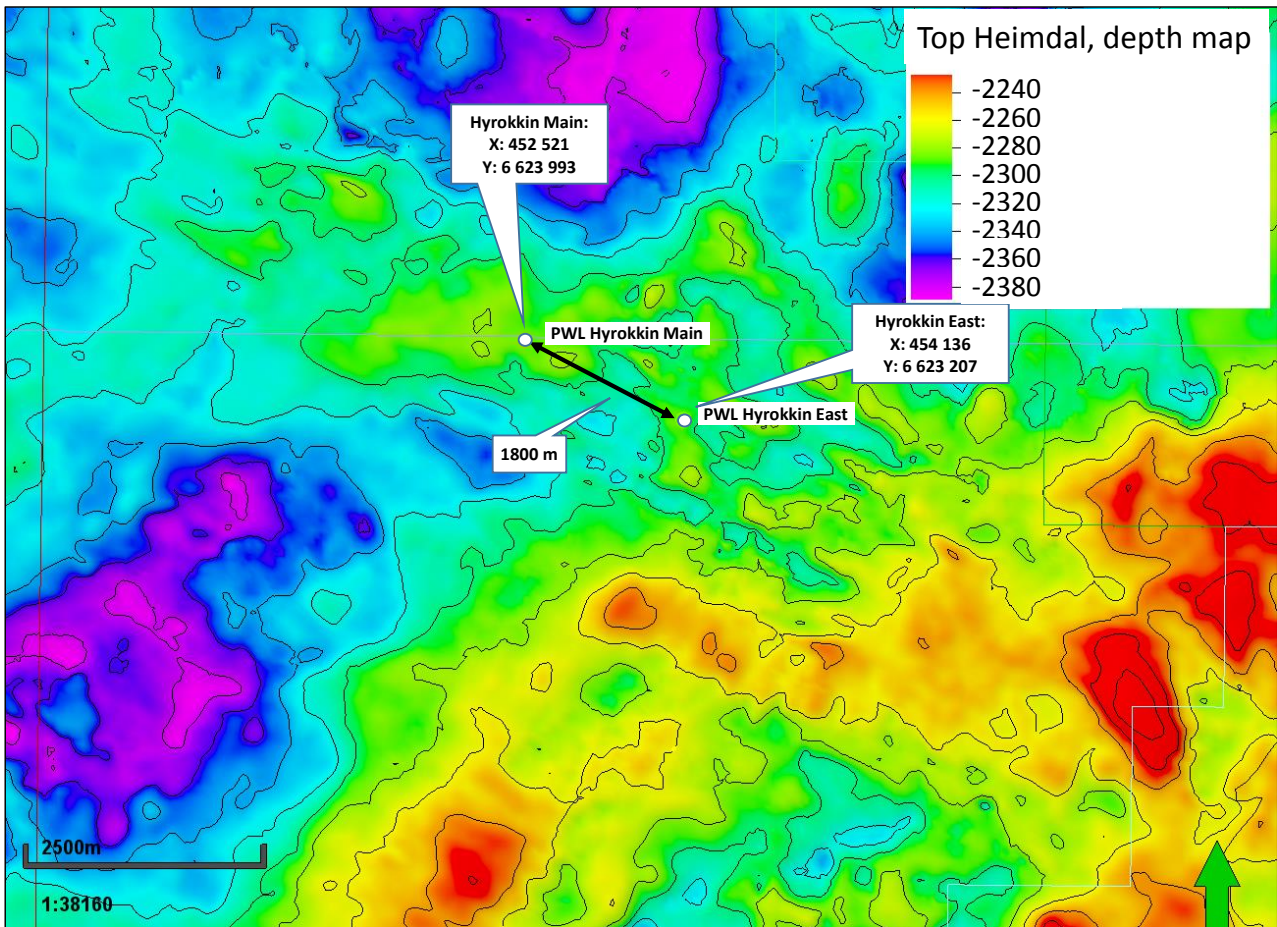 Top Heimdal, depth map
-2240
-2260
-2280
-2300
-2320
-2340
-2360
-2380
Hyrokkin Main:
X: 452 521
Y: 6 623 993
PWL Hyrokkin Main
Hyrokkin East:
X: 454 136
Y: 6 623 207
PWL Hyrokkin East
1800 m
2500m
1:38160